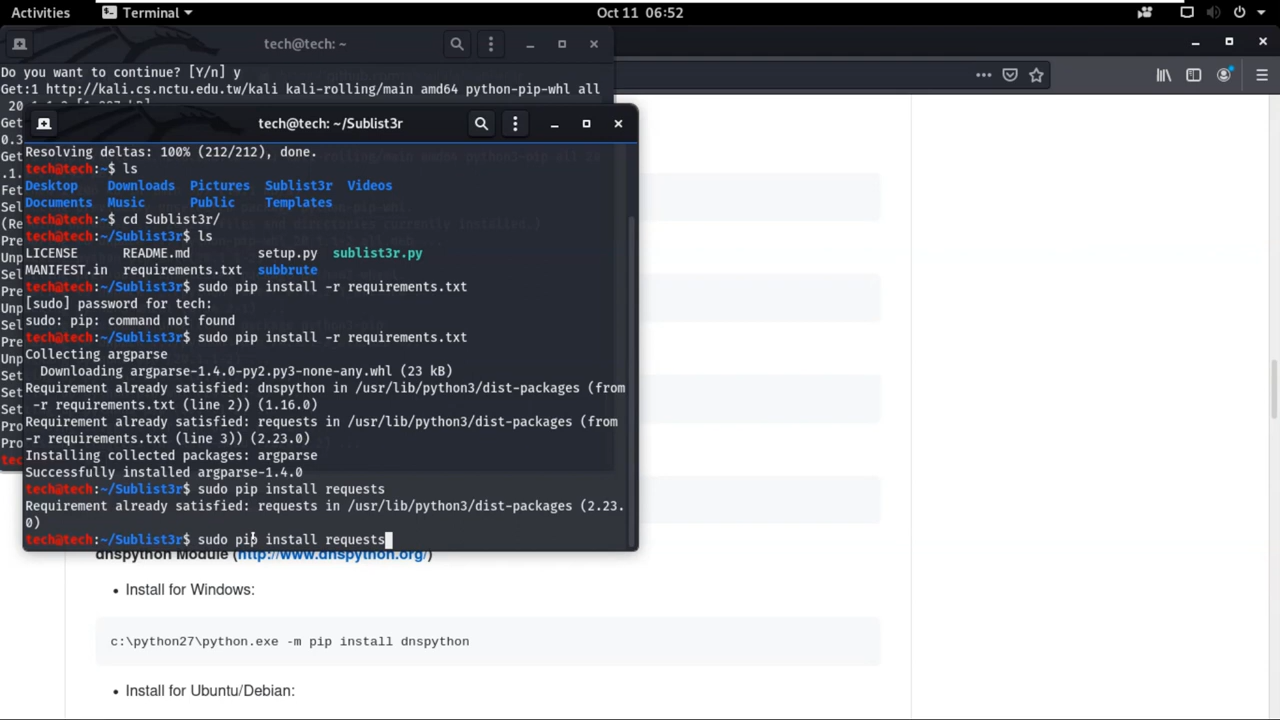 Activities
Terminal
Oct 11 06:52
tech@tech: ~
Do you want to continue? [Y/n] y
Get:1 http://kali.cs.nctu.edu.tw/kali kali-rolling/main amd64 python-pip-whl all
tech@tech: ~/Sublist3r
Resolving deltas: 100% (212/212), done.
tech@tech:~$ ls
Desktop Downloads Pictures Sublist3r Videos
Documents Music Public Templates
tech@tech:~$ cd Sublist3r/
tech@tech:~/Sublist3r$ ls
LICENSE README.md setup.py sublist3r.py
MANIFEST.in requirements.txt subbrute
tech@tech:~/Sublist3r$ sudo pip install -r requirements.txt
[sudo] password for tech:
sudo: pip: command not found
tech@tech:~/Sublist3r$ sudo pip install -r requirements.txt
Collecting argparse
Downloading argparse-1.4.0-py2.py3-none-any.whl (23 kB)
Requirement already satisfied: dnspython in /usr/lib/python3/dist-packages (from
-r requirements.txt (line 2)) (1.16.0)
Requirement already satisfied: requests in /usr/lib/python3/dist-packages (from
-r requirements.txt (line 3)) (2.23.0)
Installing collected packages: argparse
Successfully installed argparse-1.4.0
tech@tech:~/Sublist3r$ sudo pip install requests
Requirement already satisfied: requests in /usr/lib/python3/dist-packages (2.23.
0)
tech@tech:~/Sublist3r$ sudo pip install requests
dnspython Module (http://www.dnspython.org/)
• Install for Windows:
c:\python27\python.exe -m pip install dnspython
• Install for Ubuntu/Debian: